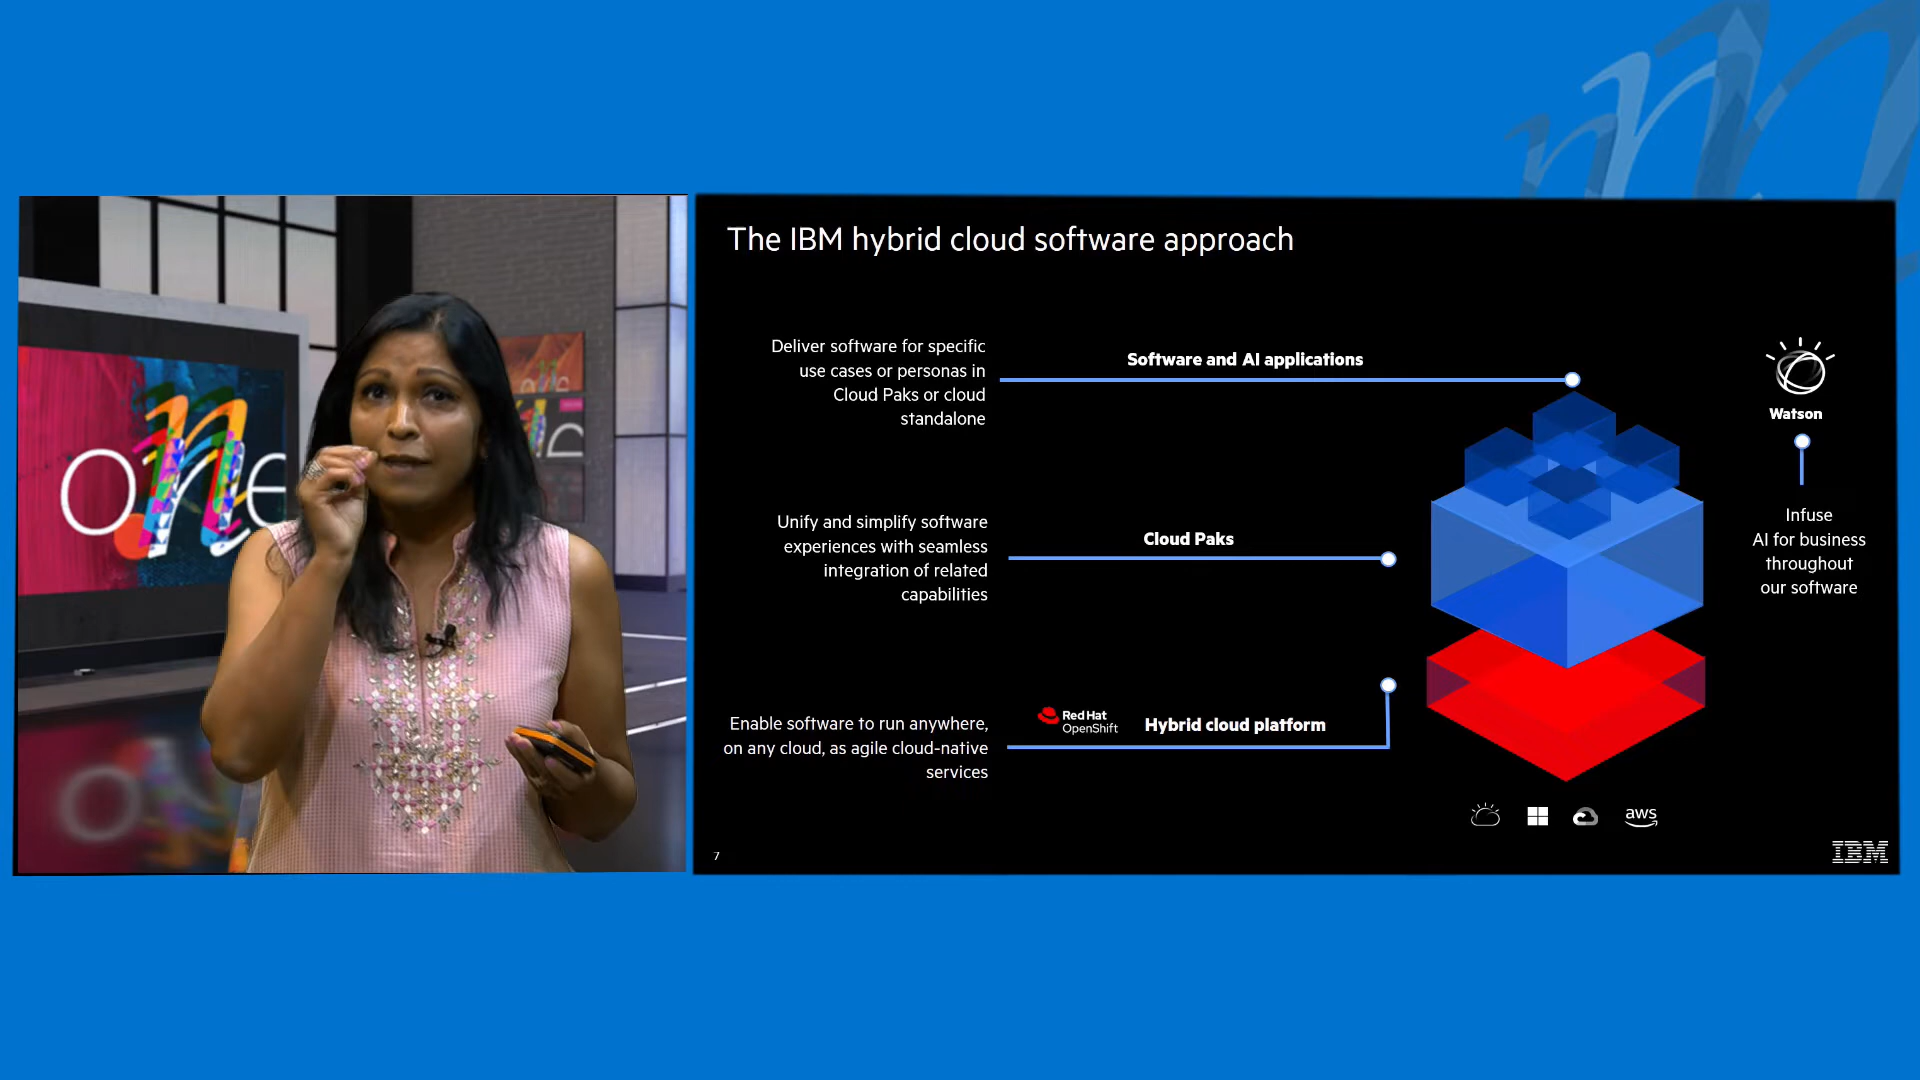 one
The IBM hybrid cloud software approach
Deliver software for specific
use cases or personas in
Cloud Paks or cloud
standalone
Software and AI applications
Watson
Infuse
AI for business
throughout
our software
Unify and simplify software
experiences with seamless
integration of related
capabilities
Cloud Paks
Enable software to run anywhere,
on any cloud, as agile cloud-native
services
Red Hat
OpenShift
Hybrid cloud platform
aws
7
IBM